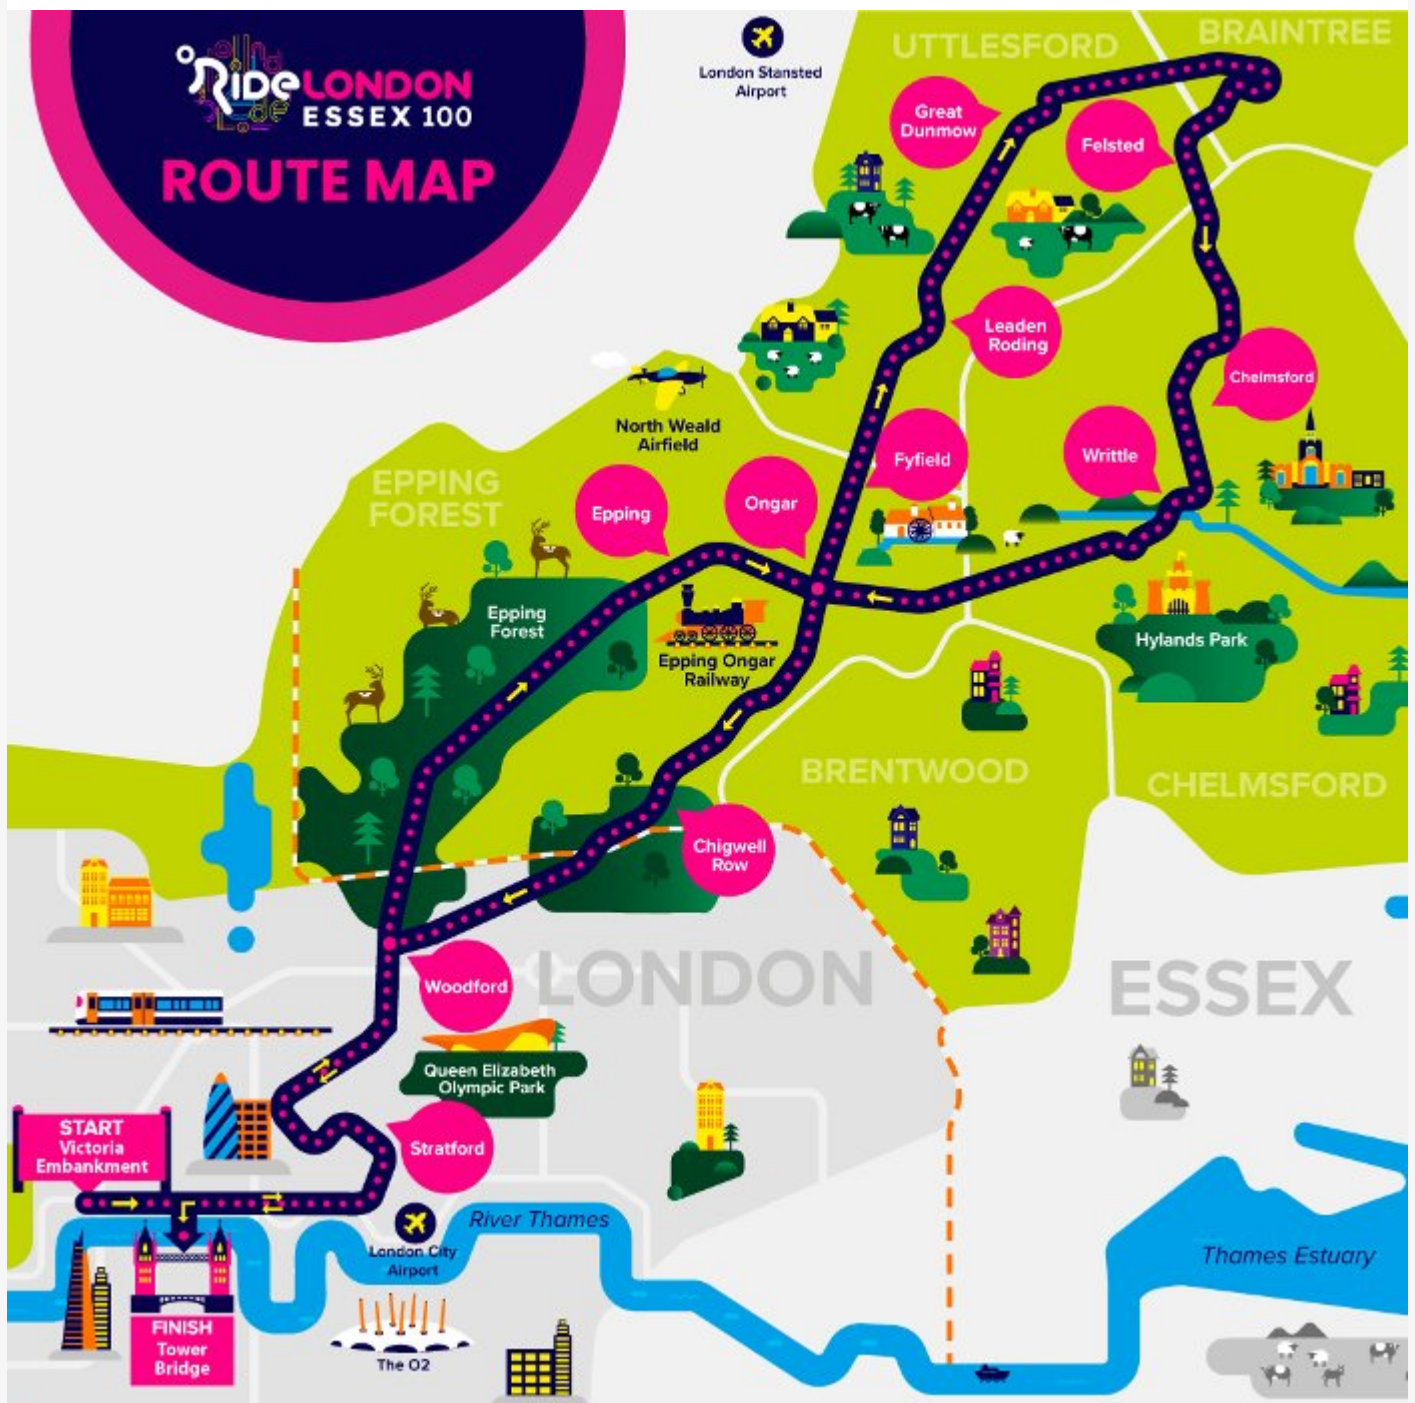 RIDE LONDON
ESSEX 100
ROUTE MAP
London Stansted
Airport
UTTLESFORD
BRAINTREE
Great
Dunmow
Felsted
Leaden
Roding
Chelmsford
North Weald
Airfield
Fyfield
Writtle
EPPING
FOREST
Epping
Ongar
Epping
Forest
Epping Ongar
Railway
Hylands Park
BRENTWOOD
CHELMSFORD
Chigwell
Row
LONDON
ESSEX
Woodford
Queen Elizabeth
Olympic Park
START
Victoria
Embankment
Stratford
River Thames
London City
Airport
Thames Estuary
FINISH
Tower
Bridge
The O2